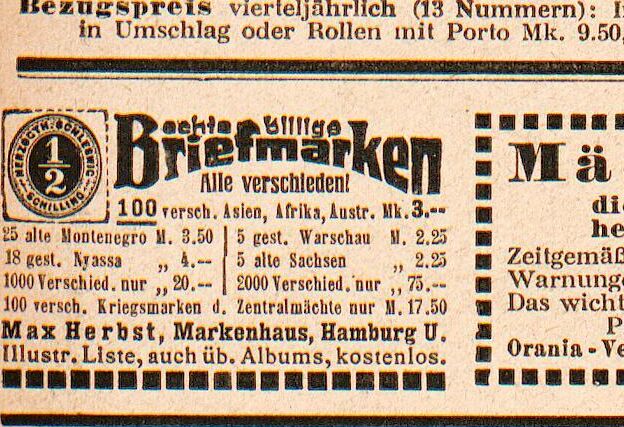 Bezugspreis vierteljährlich (13 Nummern):
in Umschlag oder Rollen mit Porto Mk. 9.50,
HERZOGTH. SCHLESWIG
1/2
SCHILLING
echte billige
Briefmarken
Alle verschieden!
100 versch. Asien, Afrika, Austr. Mk. 3.--
25 alte Montenegro M. 3.50 | 5 gest. Warschau M. 2.25
18 gest. Nyassa „ 4.-- | 5 alte Sachsen „ 2.25
1000 Verschied. nur „ 20.-- | 2000 Verschied. nur „ 75.--
100 versch. Kriegsmarken d. Zentralmächte nur M. 17.50
Max Herbst, Markenhaus, Hamburg U.
Illustr. Liste, auch üb. Albums, kostenlos.
Mä
di
he
Zeitgemäß
Warnung
Das wicht
P
Orania-Ve